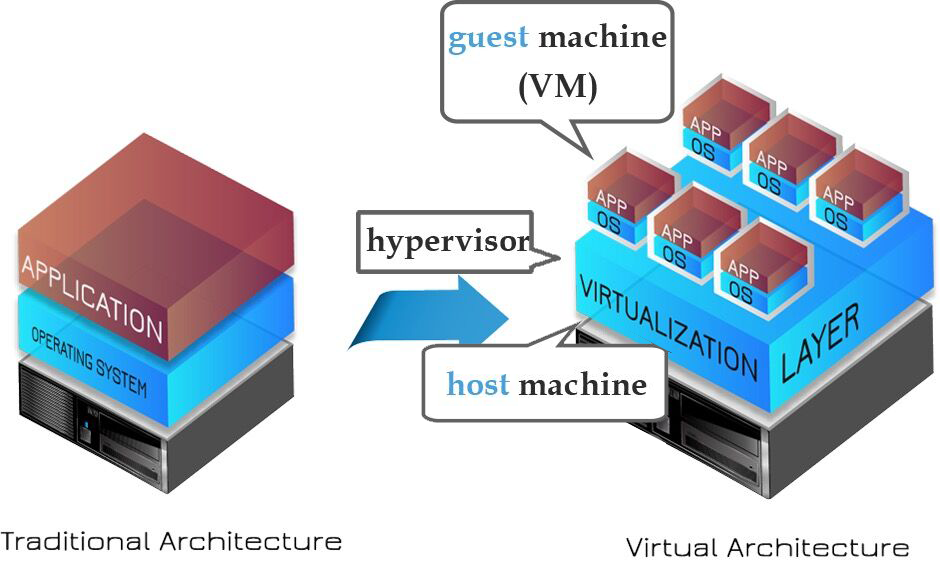 guest machine
(VM)
APP
OS
APP
OS
APP
OS
APP
OS
APP
OS
APP
OS
hypervisor
VIRTUALIZATION
LAYER
host machine
APPLICATION
OPERATING SYSTEM
Traditional Architecture
Virtual Architecture